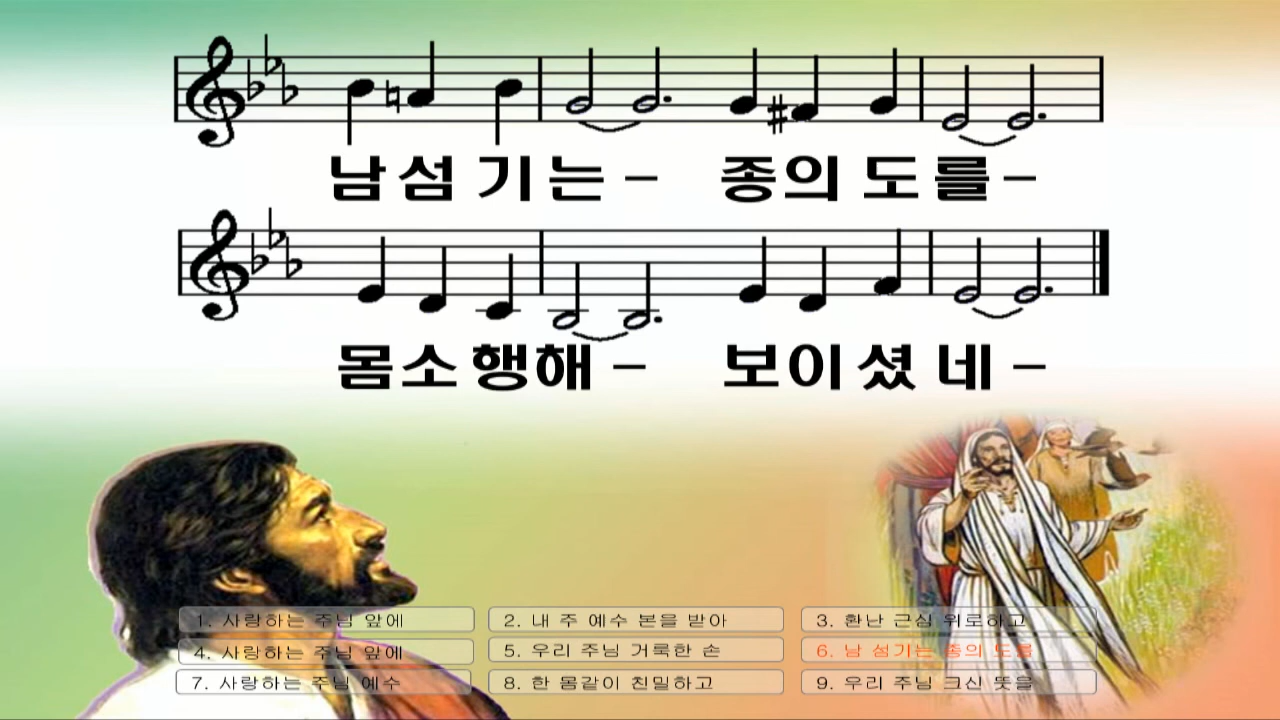 남섬 기는 – 종의 도를 –
몸소 행해 – 보이셨 네 –
1. 사랑하는 주님 앞에
2. 내 주 예수 본을 받아
3. 환난 근심 위로하고
4. 사랑하는 주님 앞에
5. 우리 주님 거룩한 손
6. 남 섬기는 종의 도를
7. 사랑하는 주님 예수
8. 한 몸같이 친밀하고
9. 우리 주님 크신 뜻을